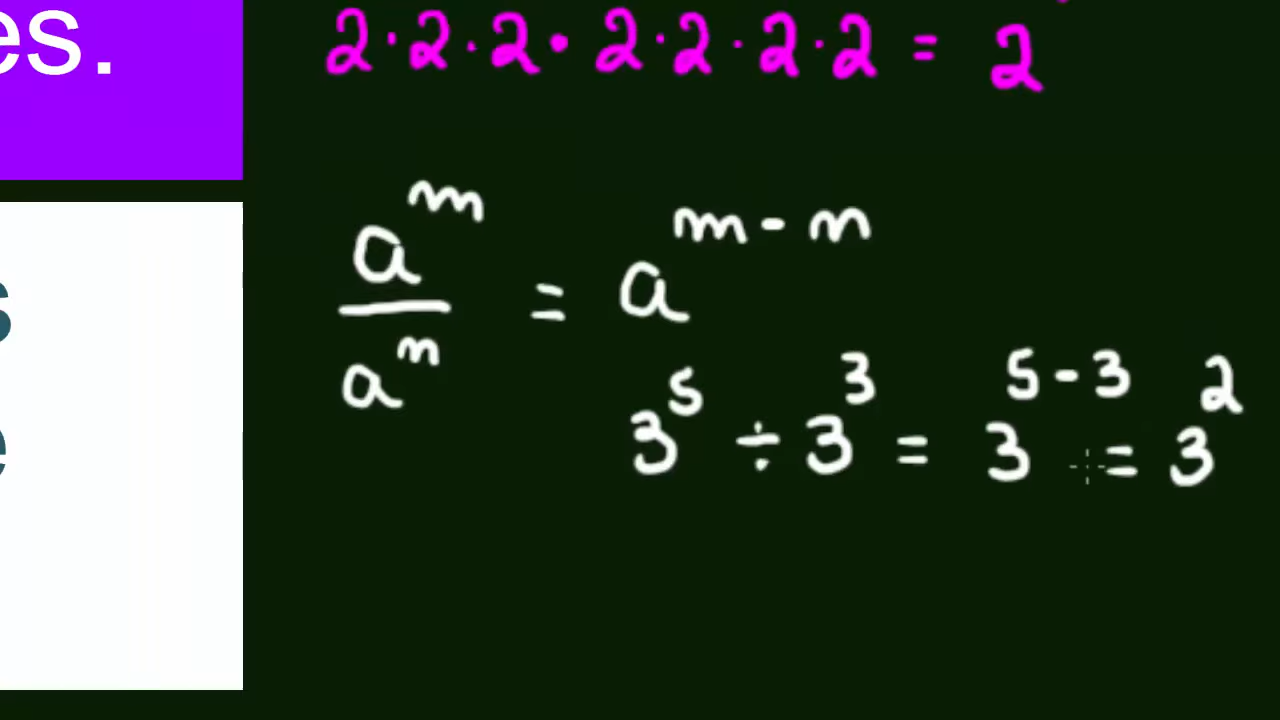 es.
2 · 2 · 2 • 2 · 2 · 2 · 2 = 2
a^m / a^n = a^(m - n)
3^5 ÷ 3^3 = 3^(5 - 3) = 3^2
s
e